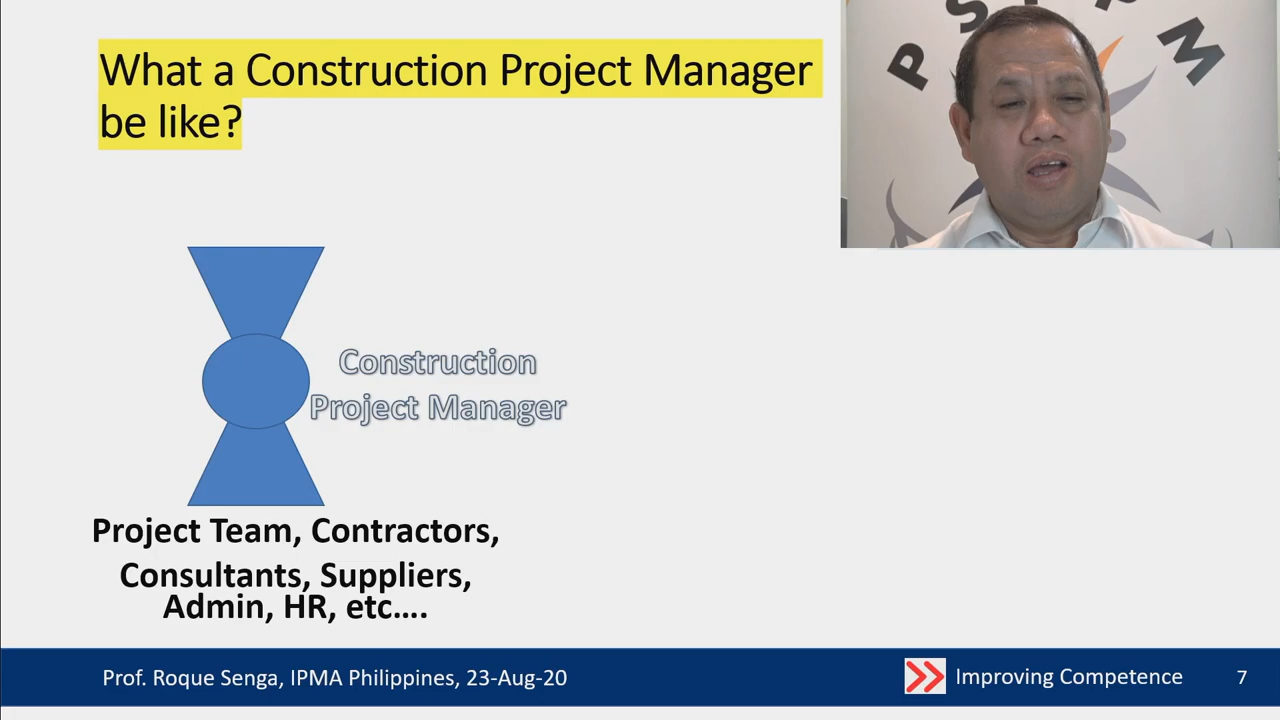 What a Construction Project Manager
be like?
P S P P M
Construction
Project Manager
Project Team, Contractors,
Consultants, Suppliers,
Admin, HR, etc....
Prof. Roque Senga, IPMA Philippines, 23-Aug-20
Improving Competence
7